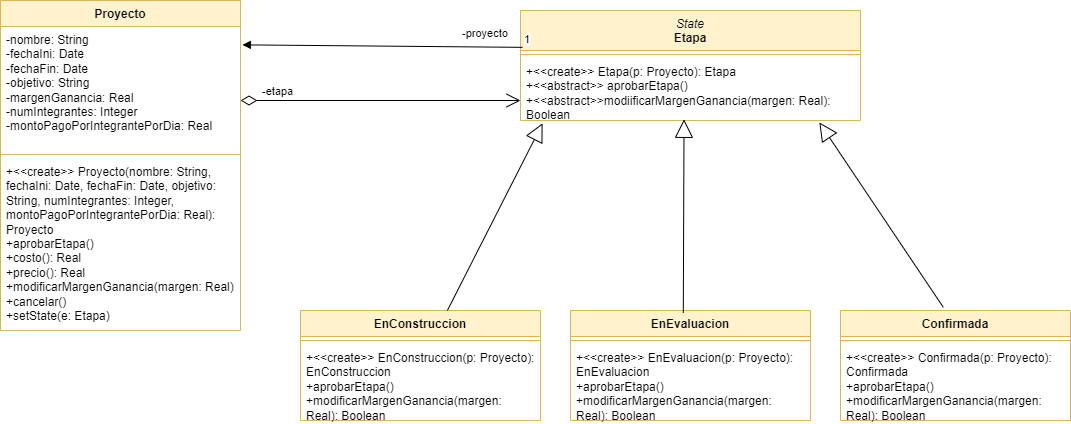 Proyecto
-nombre: String
-fechaIni: Date
-fechaFin: Date
-objetivo: String
-margenGanancia: Real
-numIntegrantes: Integer
-montoPagoPorIntegrantePorDia: Real
+<<create>> Proyecto(nombre: String,
fechaIni: Date, fechaFin: Date, objetivo:
String, numIntegrantes: Integer,
montoPagoPorIntegrantePorDia: Real):
Proyecto
+aprobarEtapa()
+costo(): Real
+precio(): Real
+modificarMargenGanancia(margen: Real)
+cancelar()
+setState(e: Etapa)
-proyecto
1
-etapa
State
Etapa
+<<create>> Etapa(p: Proyecto): Etapa
+<<abstract>> aprobarEtapa()
+<<abstract>>modiificarMargenGanancia(margen: Real):
Boolean
EnConstruccion
+<<create>> EnConstruccion(p: Proyecto):
EnConstruccion
+aprobarEtapa()
+modificarMargenGanancia(margen:
Real): Boolean
EnEvaluacion
+<<create>> EnEvaluacion(p: Proyecto):
EnEvaluacion
+aprobarEtapa()
+modificarMargenGanancia(margen:
Real): Boolean
Confirmada
+<<create>> Confirmada(p: Proyecto):
Confirmada
+aprobarEtapa()
+modificarMargenGanancia(margen:
Real): Boolean